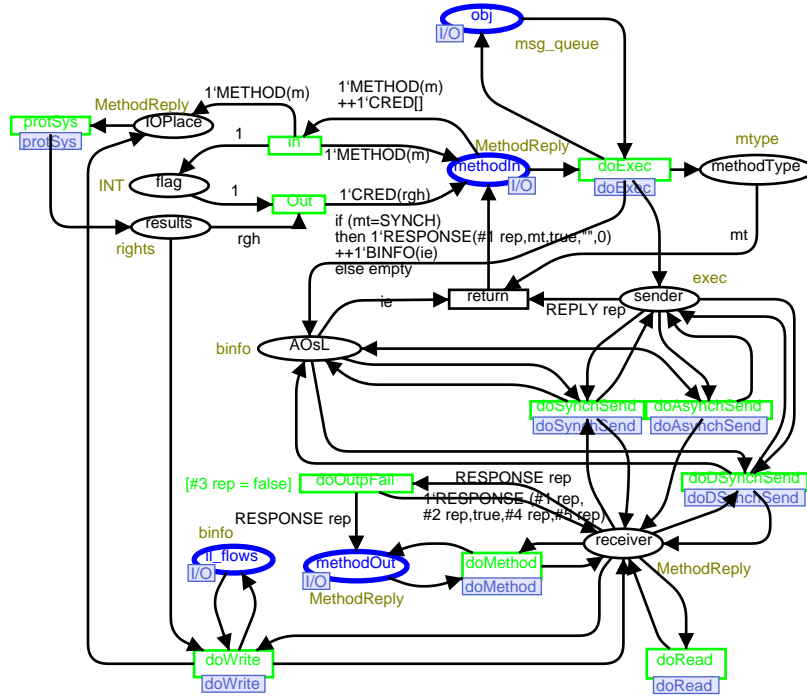 obj
I/O
msg_queue
1‘METHOD(m)
1‘METHOD(m)
++1‘CRED[]
MethodReply
protSys
protSys
IOPlace
1
In
1‘METHOD(m)
MethodReply
methodIn
I/O
doExec
doExec
mtype
methodType
INT
flag
1
Out
1‘CRED(rgh)
results
rights
rgh
if (mt=SYNCH)
then 1‘RESPONSE(#1 rep,mt,true,"",0)
++1‘BINFO(ie)
else empty
mt
exec
ie
return
REPLY rep
sender
binfo
AOsL
doSynchSend
doSynchSend
doAsynchSend
doAsynchSend
doDSynchSend
doDSynchSend
[#3 rep = false]
doOutpFail
RESPONSE rep
1‘RESPONSE (#1 rep,
#2 rep,true,#4 rep,#5 rep)
RESPONSE rep
binfo
il_flows
I/O
methodOut
I/O
MethodReply
doMethod
doMethod
receiver
MethodReply
doWrite
doWrite
doRead
doRead